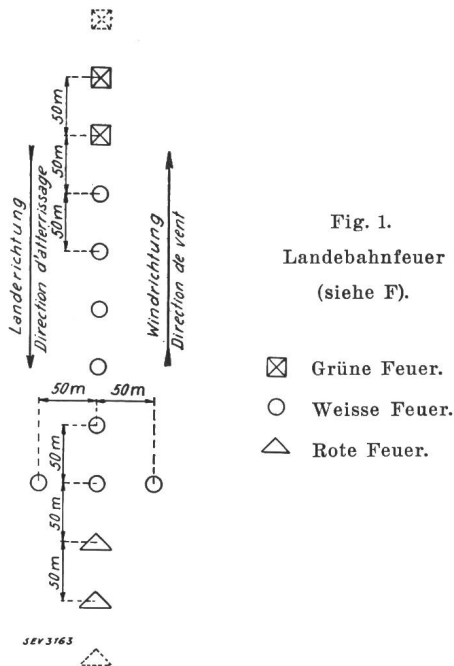 50m
50m
50m
Landerichtung
Direction d'atterrissage
Windrichtung
Direction de vent
50m
50m
50m
50m
50m
SEV 3763
Fig. 1.
Landebahnfeuer
(siehe F).
Grüne Feuer.
Weisse Feuer.
Rote Feuer.